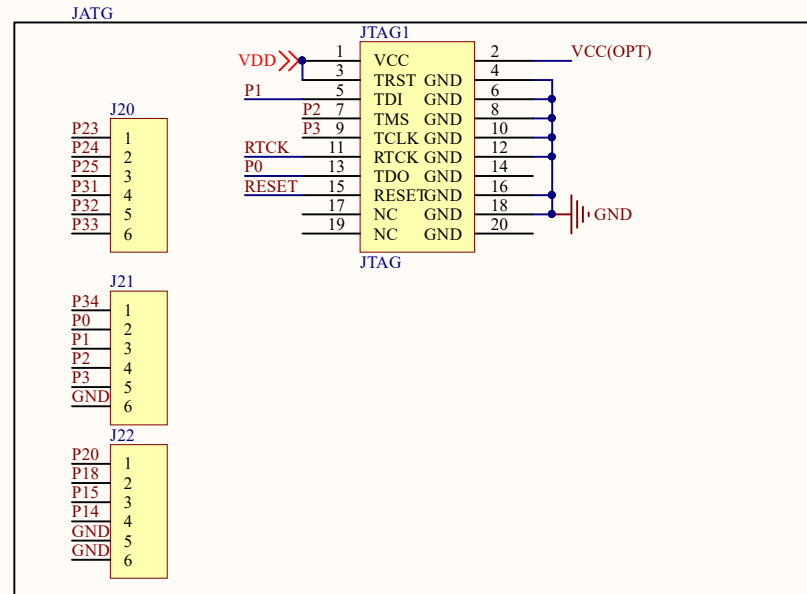 JATG
JTAG1
VDD 1 VCC 2 VCC(OPT)
3 TRST GND 4
P1 5 TDI GND 6
P2 7 TMS GND 8
P3 9 TCLK GND 10
RTCK 11 RTCK GND 12
P0 13 TDO GND 14
RESET 15 RESET GND 16
17 NC GND 18 GND
19 NC GND 20
JTAG
J20
P23 1
P24 2
P25 3
P31 4
P32 5
P33 6
J21
P34 1
P0 2
P1 3
P2 4
P3 5
GND 6
J22
P20 1
P18 2
P15 3
P14 4
GND 5
GND 6